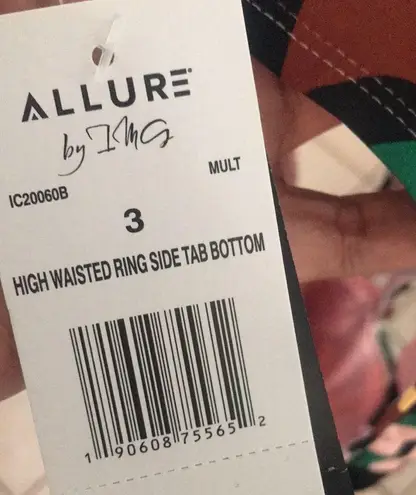 ALLURE
by IMG
MULT
IC20060B
3
HIGH WAISTED RING SIDE TAB BOTTOM
1 90608 75565 2